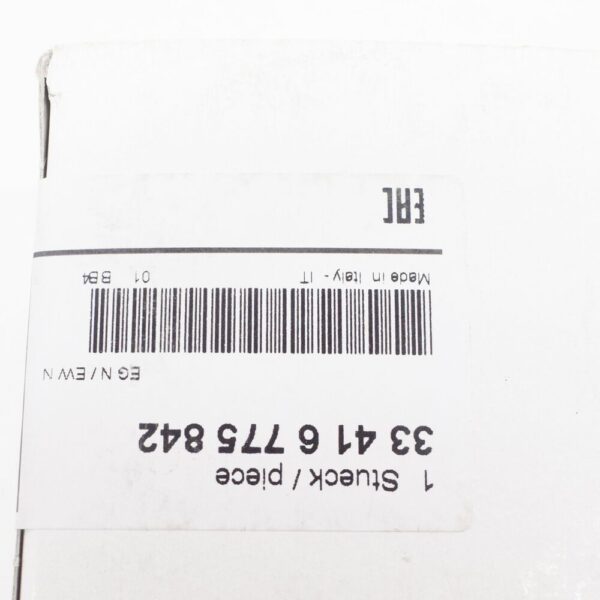 1 Stueck / piece
33 41 6 775 842
EG N / EW N
Made in Italy - IT 01 BB4
EAC